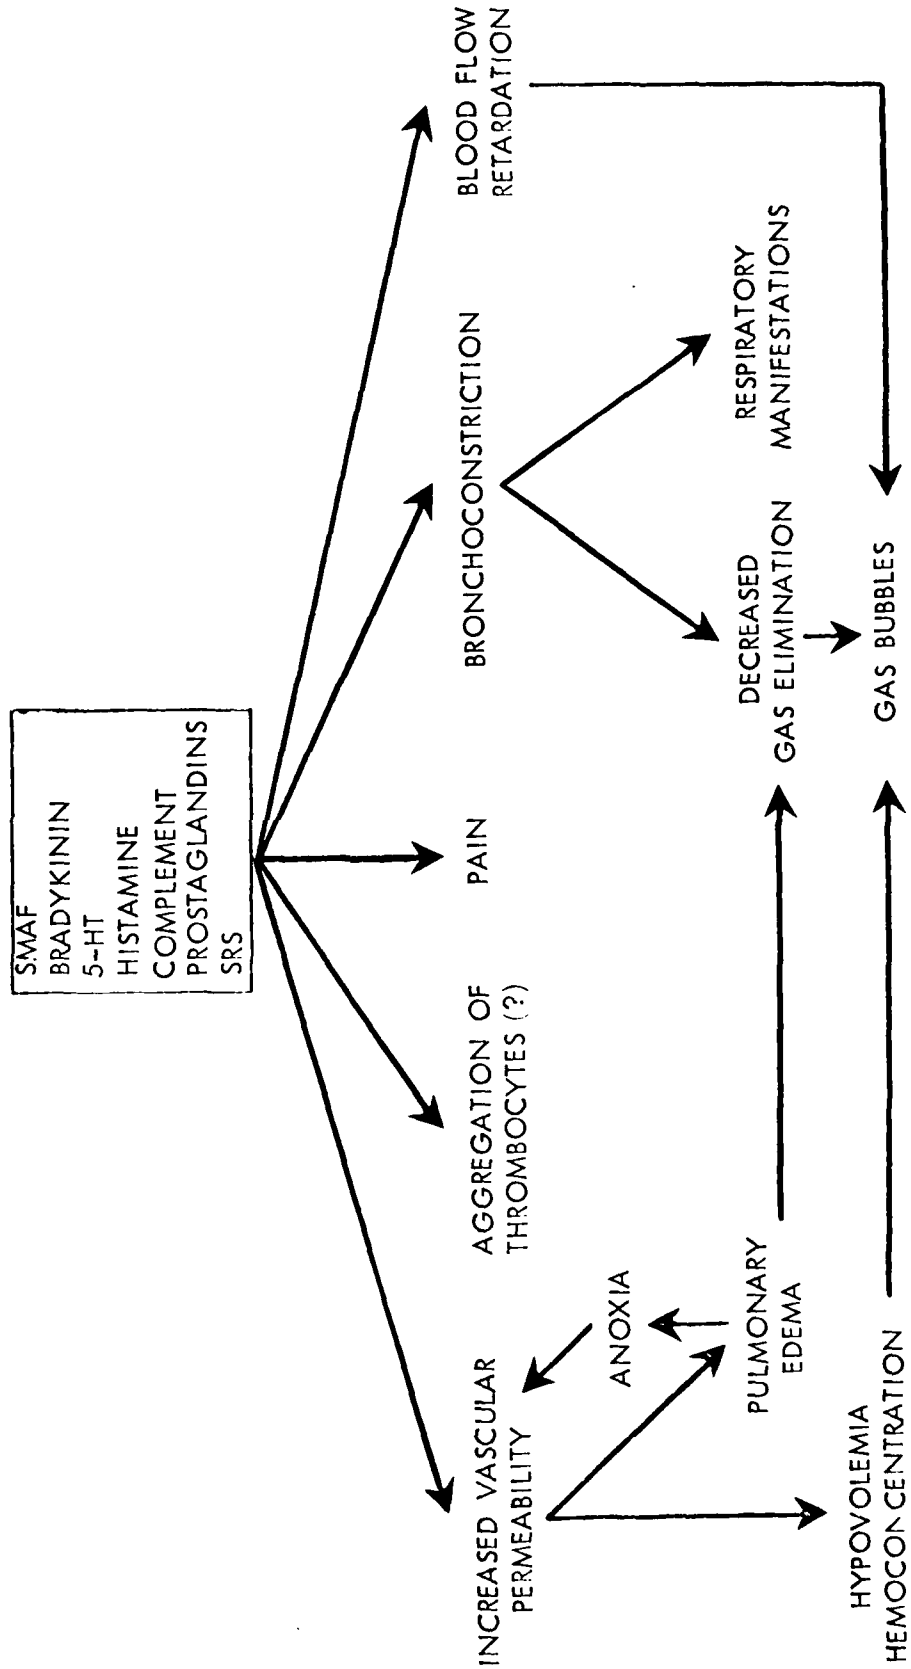 SMAF
BRADYKININ
5-HT
HISTAMINE
COMPLEMENT
PROSTAGLANDINS
SRS
INCREASED VASCULAR
PERMEABILITY
AGGREGATION OF
THROMBOCYTES (?)
PAIN
BRONCHOCONSTRICTION
BLOOD FLOW
RETARDATION
ANOXIA
PULMONARY
EDEMA
DECREASED
GAS ELIMINATION
RESPIRATORY
MANIFESTATIONS
HYPOVOLEMIA
HEMOCONCENTRATION
GAS BUBBLES